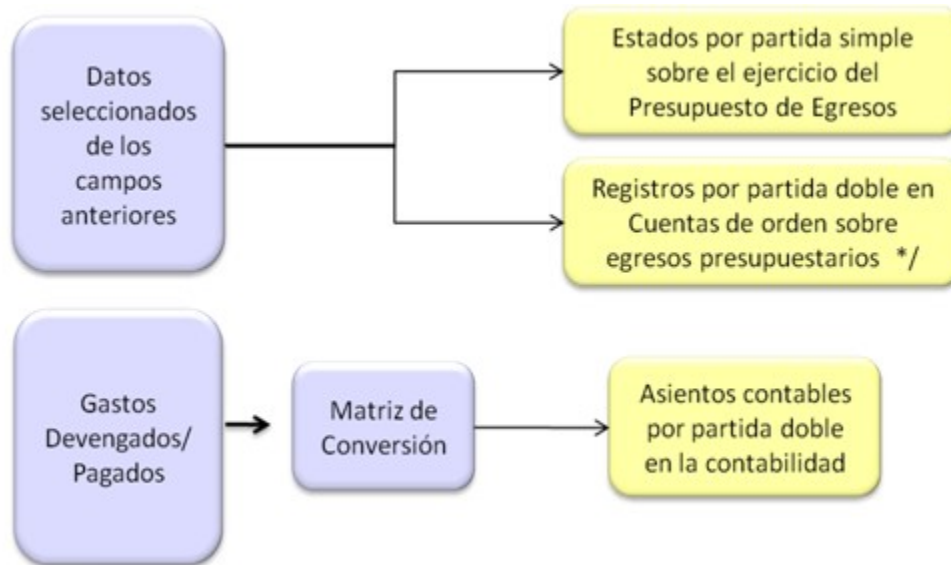 Datos
seleccionados
de los
campos
anteriores
Estados por partida simple
sobre el ejercicio del
Presupuesto de Egresos
Registros por partida doble en
Cuentas de orden sobre
egresos presupuestarios */
Gastos
Devengados/
Pagados
Matriz de
Conversión
Asientos contables
por partida doble
en la contabilidad